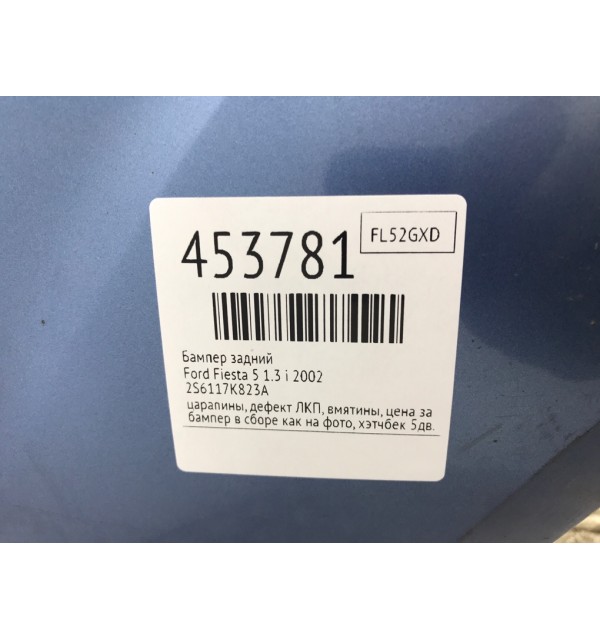 453781
FL52GXD
Бампер задний
Ford Fiesta 5 1.3 i 2002
2S6117K823A
царапины, дефект ЛКП, вмятины, цена за
бампер в сборе как на фото, хэтчбек 5дв.